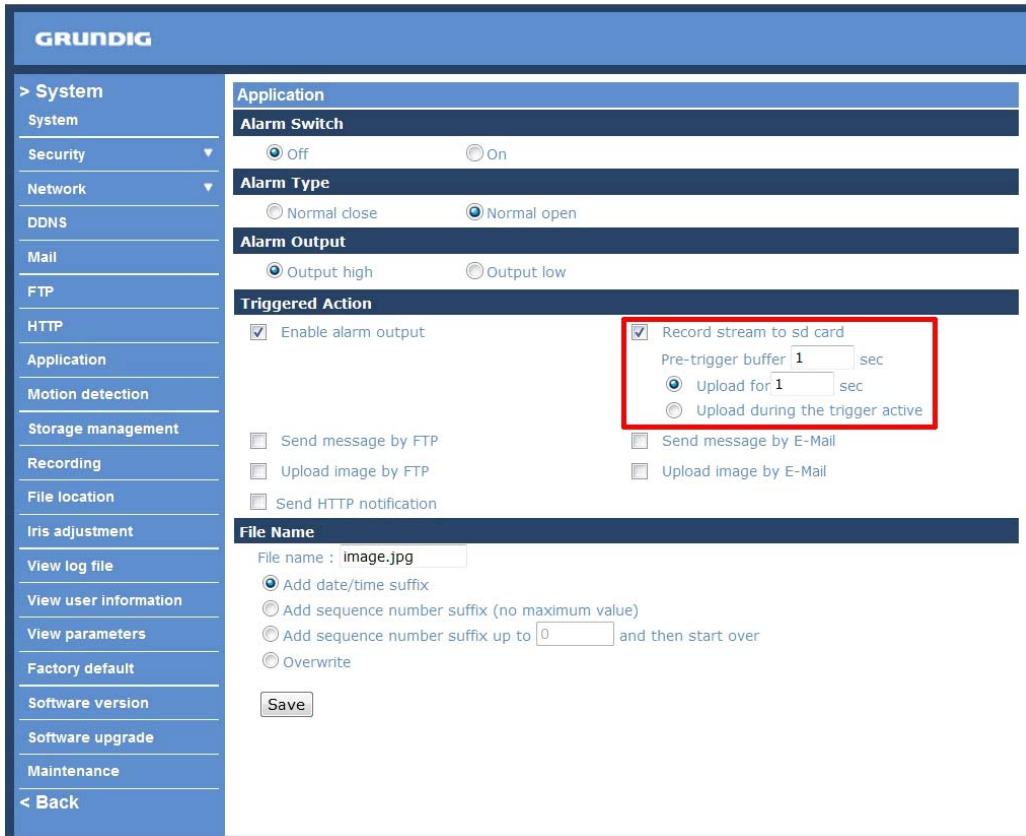 GRUNDIG
> System
System
Security
Network
DDNS
Mail
FTP
HTTP
Application
Motion detection
Storage management
Recording
File location
Iris adjustment
View log file
View user information
View parameters
Factory default
Software version
Software upgrade
Maintenance
< Back
Application
Alarm Switch
Off On
Alarm Type
Normal close Normal open
Alarm Output
Output high Output low
Triggered Action
Enable alarm output Record stream to sd card
Pre-trigger buffer 1 sec
Upload for 1 sec
Upload during the trigger active
Send message by FTP Send message by E-Mail
Upload image by FTP Upload image by E-Mail
Send HTTP notification
File Name
File name : image.jpg
Add date/time suffix
Add sequence number suffix (no maximum value)
Add sequence number suffix up to 0 and then start over
Overwrite
Save